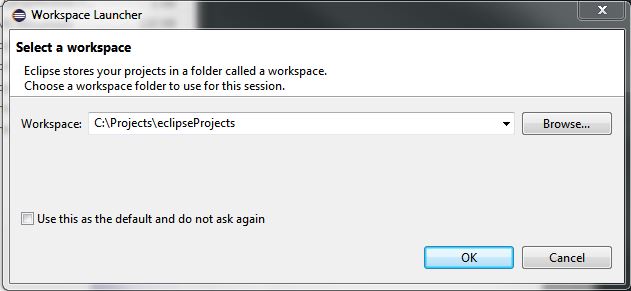 Workspace Launcher
Select a workspace
Eclipse stores your projects in a folder called a workspace.
Choose a workspace folder to use for this session.
Workspace: C:\Projects\eclipseProjects Browse...
Use this as the default and do not ask again
OK Cancel